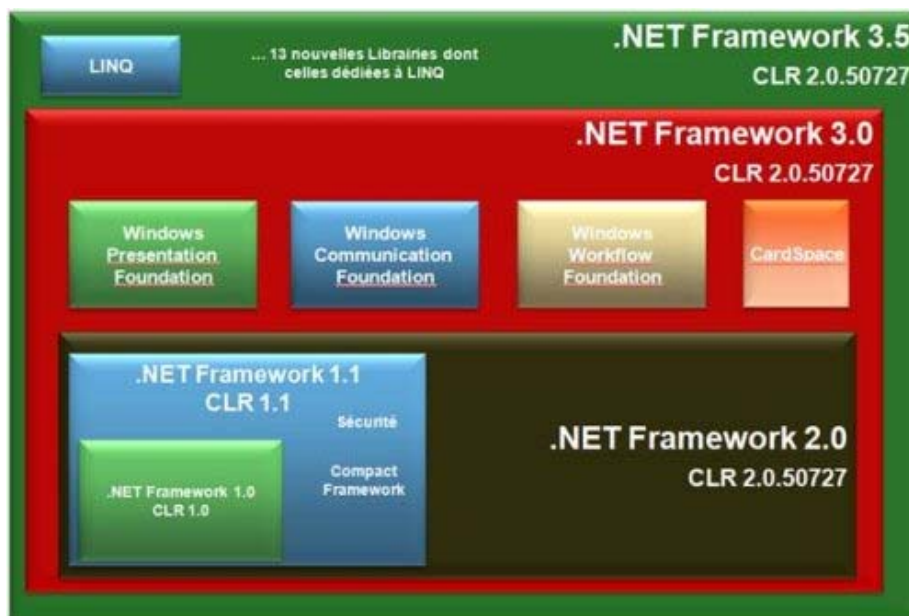 LINQ
... 13 nouvelles Librairies dont
celles dédiées à LINQ
.NET Framework 3.5
CLR 2.0.50727
.NET Framework 3.0
CLR 2.0.50727
Windows
Presentation
Foundation
Windows
Communication
Foundation
Windows
Workflow
Foundation
CardSpace
.NET Framework 1.1
CLR 1.1
Sécurité
Compact
Framework
.NET Framework 1.0
CLR 1.0
.NET Framework 2.0
CLR 2.0.50727